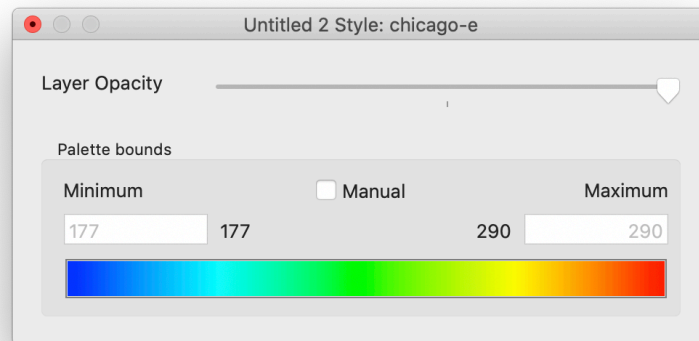 Untitled 2 Style: chicago-e
Layer Opacity
Palette bounds
Minimum Manual Maximum
177 177 290 290